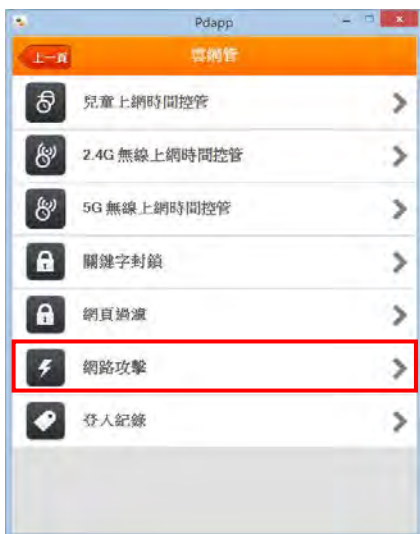 Pdapp
上一頁
雲網管
兒童上網時間控管
2.4G 無線上網時間控管
5G 無線上網時間控管
關鍵字封鎖
網頁過濾
網路攻擊
登入紀錄